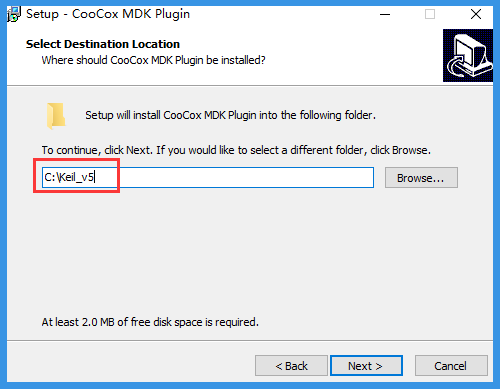 Setup - CooCox MDK Plugin
Select Destination Location
Where should CooCox MDK Plugin be installed?
Setup will install CooCox MDK Plugin into the following folder.
To continue, click Next. If you would like to select a different folder, click Browse.
C:\Keil_v5
Browse...
At least 2.0 MB of free disk space is required.
< Back
Next >
Cancel